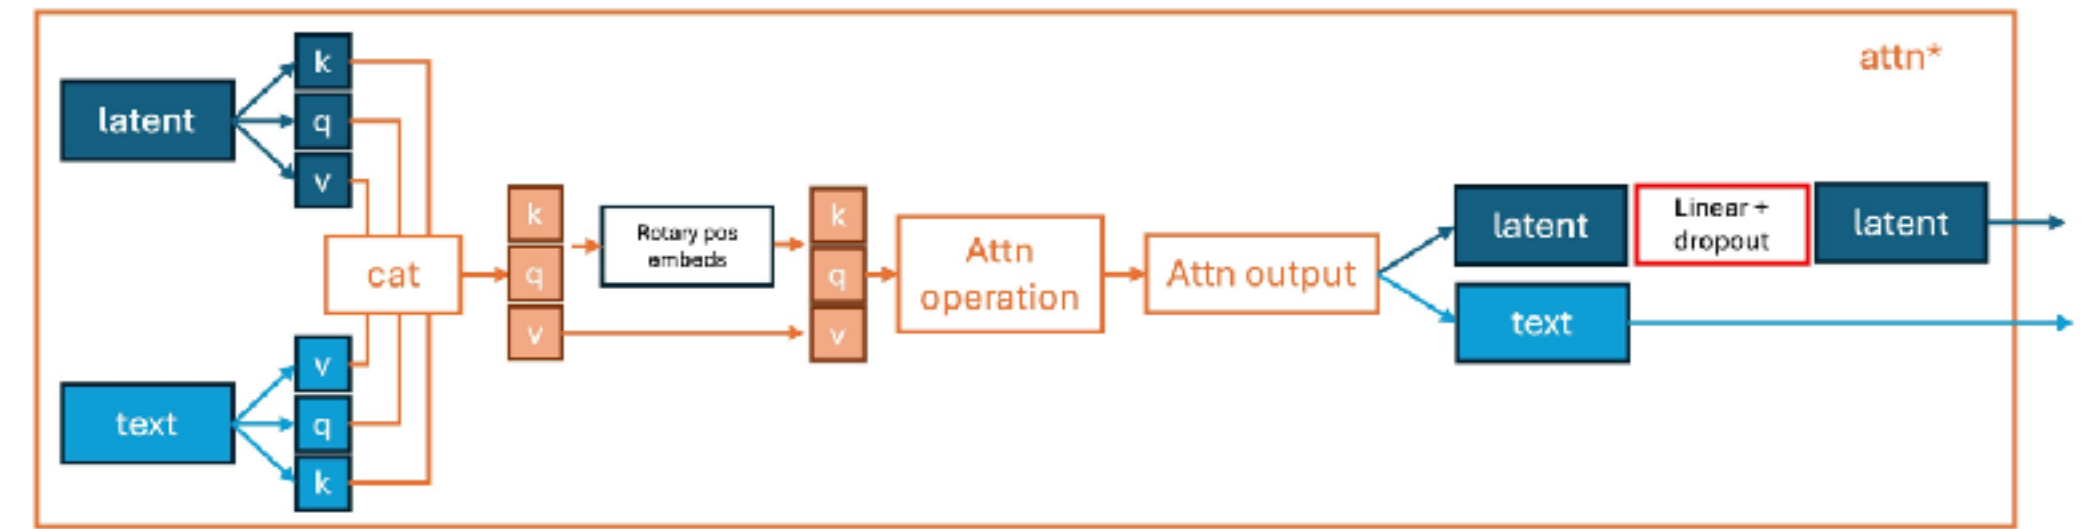 attn*
latent
k
q
v
text
v
q
k
cat
k
q
v
Rotary pos
embeds
k
q
v
Attn
operation
Attn output
latent
Linear +
dropout
latent
text